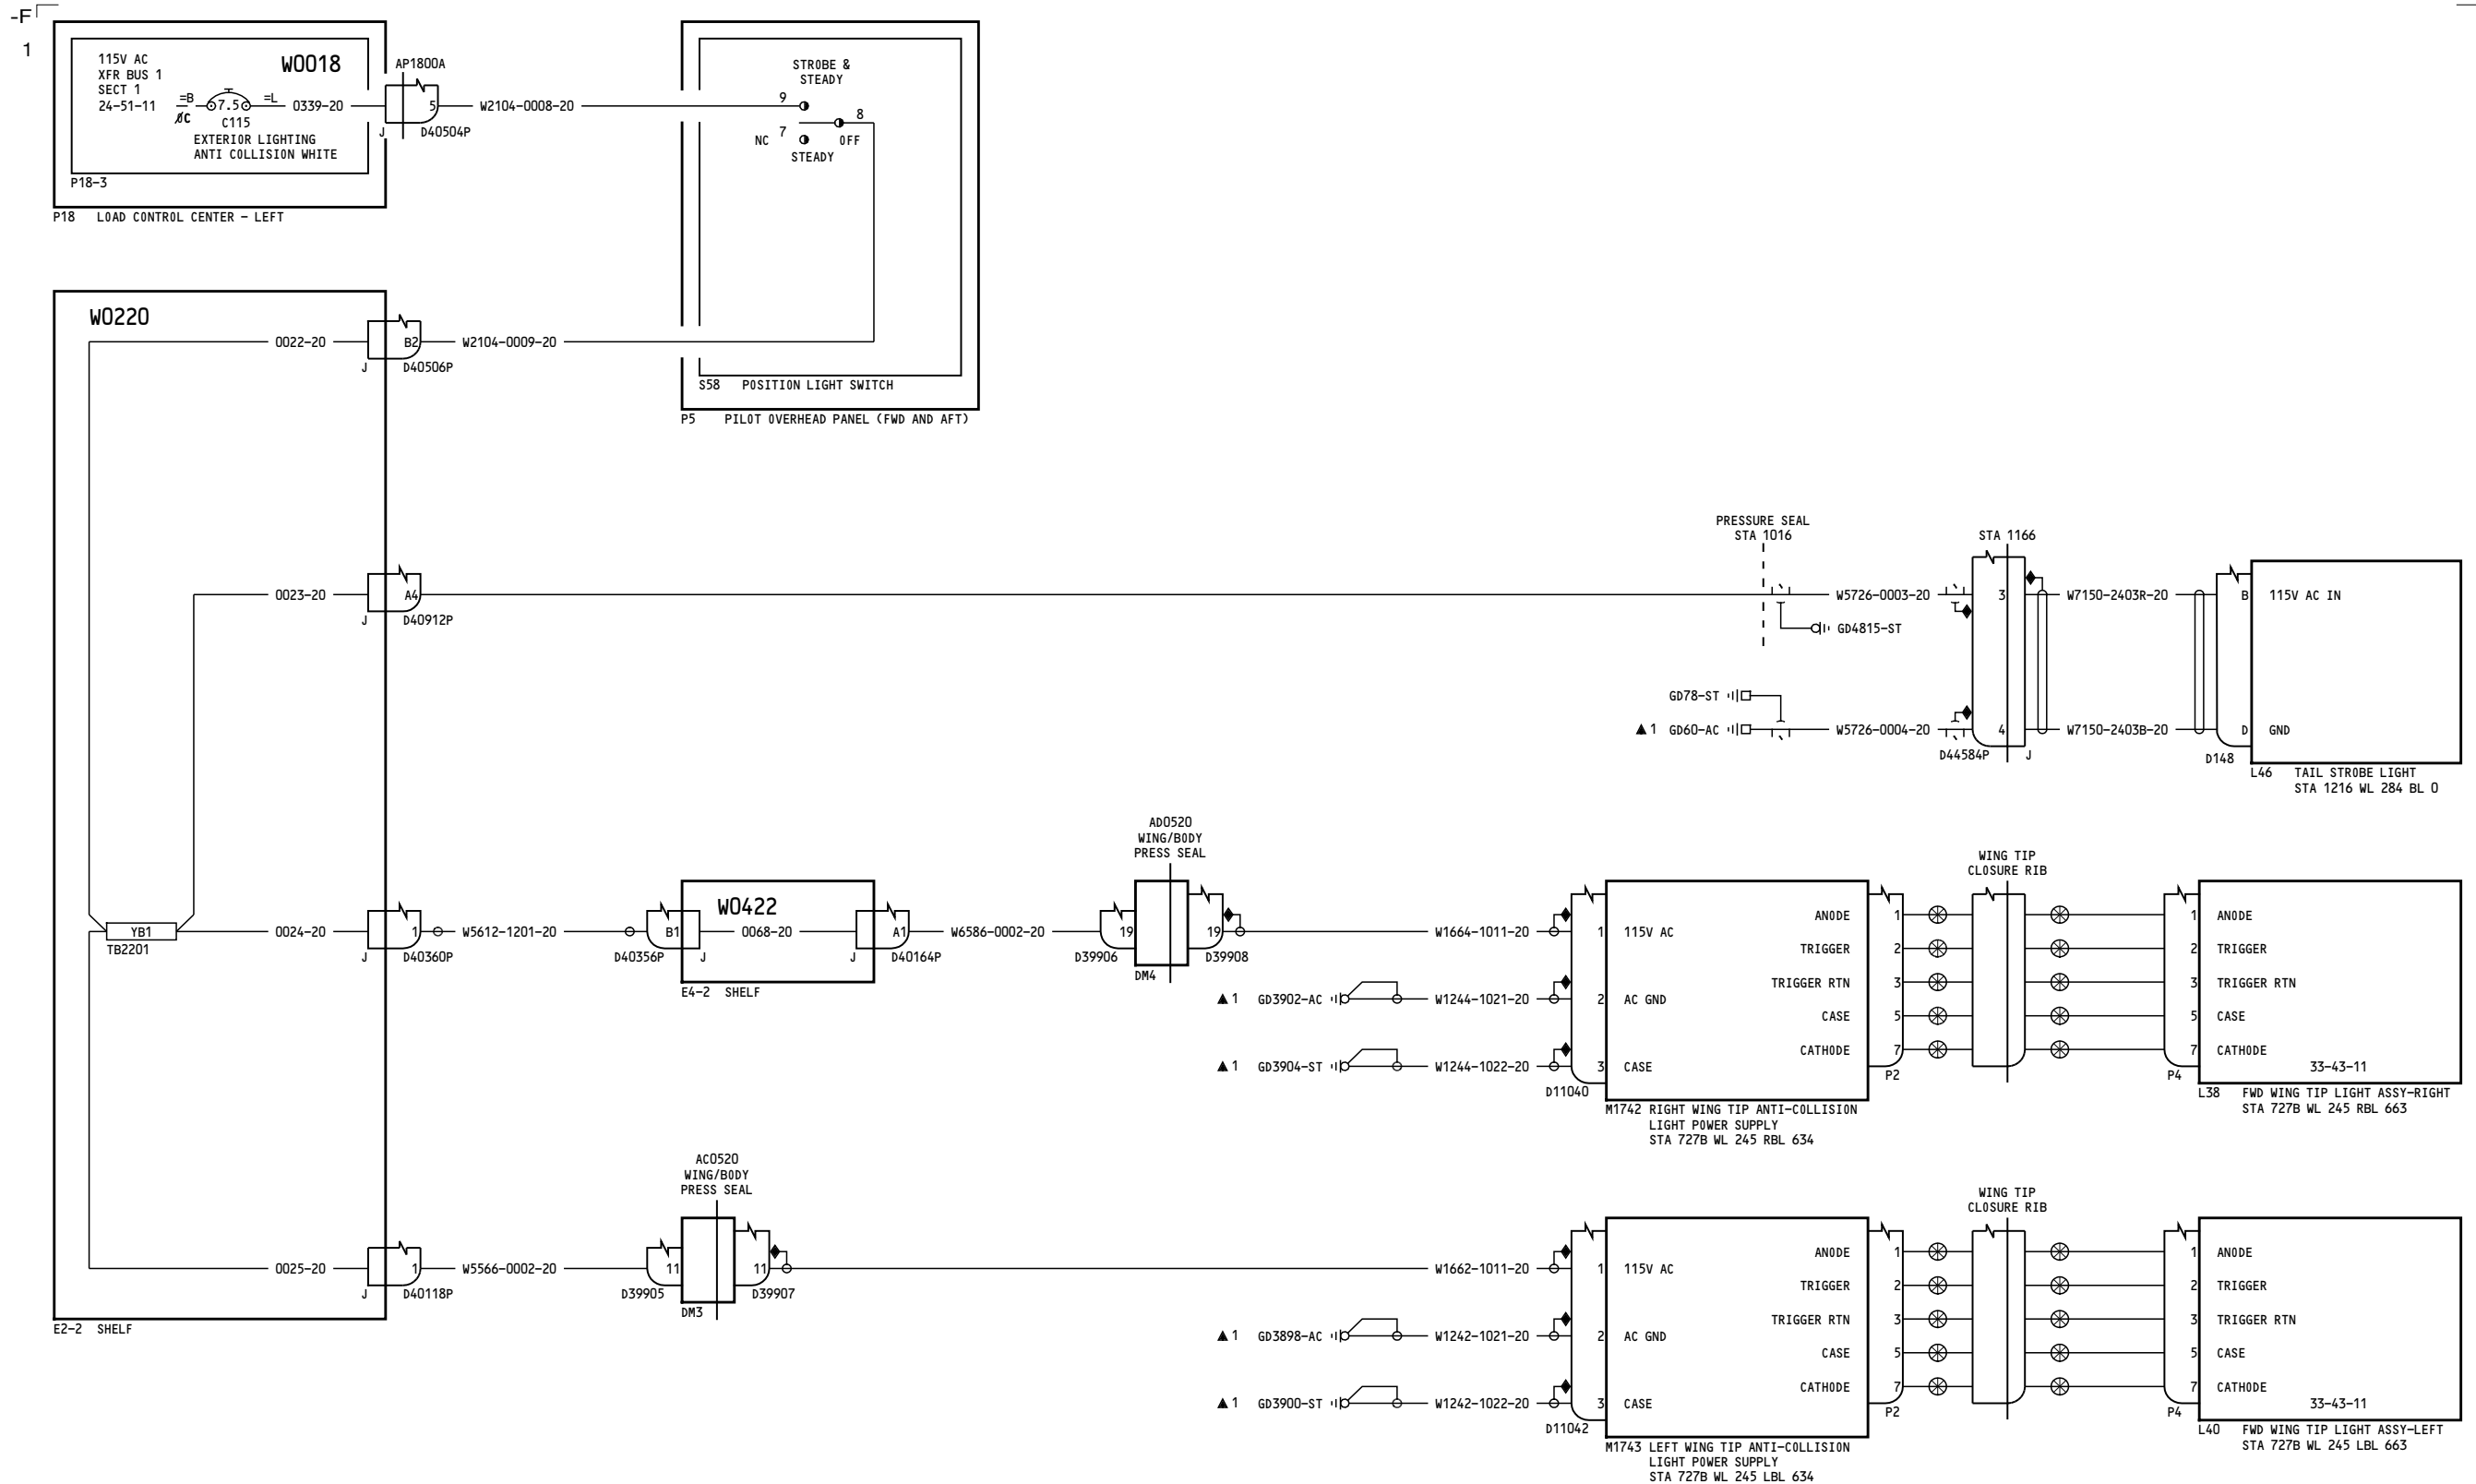 -F
1
115V AC
XFR BUS 1
SECT 1
24-51-11
=B
ØC
7.5
C115
=L
W0018
0339-20
EXTERIOR LIGHTING
ANTI COLLISION WHITE
P18-3
P18 LOAD CONTROL CENTER - LEFT
AP1800A
5
J
D40504P
W2104-0008-20
STROBE &
STEADY
9
8
7
NC
OFF
STEADY
S58 POSITION LIGHT SWITCH
P5 PILOT OVERHEAD PANEL (FWD AND AFT)
W0220
0022-20
B2
J
D40506P
W2104-0009-20
0023-20
A4
J
D40912P
PRESSURE SEAL
STA 1016
W5726-0003-20
GD4815-ST
GD78-ST
▲1 GD60-AC
W5726-0004-20
STA 1166
3
4
D44584P
J
W7150-2403R-20
W7150-2403B-20
B
D
D148
115V AC IN
GND
L46 TAIL STROBE LIGHT
STA 1216 WL 284 BL 0
YB1
TB2201
0024-20
1
J
D40360P
W5612-1201-20
B1
D40356P
J
W0422
0068-20
A1
J
D40164P
E4-2 SHELF
W6586-0002-20
AD0520
WING/BODY
PRESS SEAL
19
D39906
DM4
19
D39908
W1664-1011-20
▲1 GD3902-AC
W1244-1021-20
▲1 GD3904-ST
W1244-1022-20
1 115V AC
2 AC GND
3 CASE
D11040
ANODE 1
TRIGGER 2
TRIGGER RTN 3
CASE 5
CATHODE 7
P2
M1742 RIGHT WING TIP ANTI-COLLISION
LIGHT POWER SUPPLY
STA 727B WL 245 RBL 634
WING TIP
CLOSURE RIB
1 ANODE
2 TRIGGER
3 TRIGGER RTN
5 CASE
7 CATHODE
P4
33-43-11
L38 FWD WING TIP LIGHT ASSY-RIGHT
STA 727B WL 245 RBL 663
0025-20
1
J
D40118P
E2-2 SHELF
W5566-0002-20
AC0520
WING/BODY
PRESS SEAL
11
D39905
DM3
11
D39907
W1662-1011-20
▲1 GD3898-AC
W1242-1021-20
▲1 GD3900-ST
W1242-1022-20
1 115V AC
2 AC GND
3 CASE
D11042
ANODE 1
TRIGGER 2
TRIGGER RTN 3
CASE 5
CATHODE 7
P2
M1743 LEFT WING TIP ANTI-COLLISION
LIGHT POWER SUPPLY
STA 727B WL 245 LBL 634
WING TIP
CLOSURE RIB
1 ANODE
2 TRIGGER
3 TRIGGER RTN
5 CASE
7 CATHODE
P4
33-43-11
L40 FWD WING TIP LIGHT ASSY-LEFT
STA 727B WL 245 LBL 663